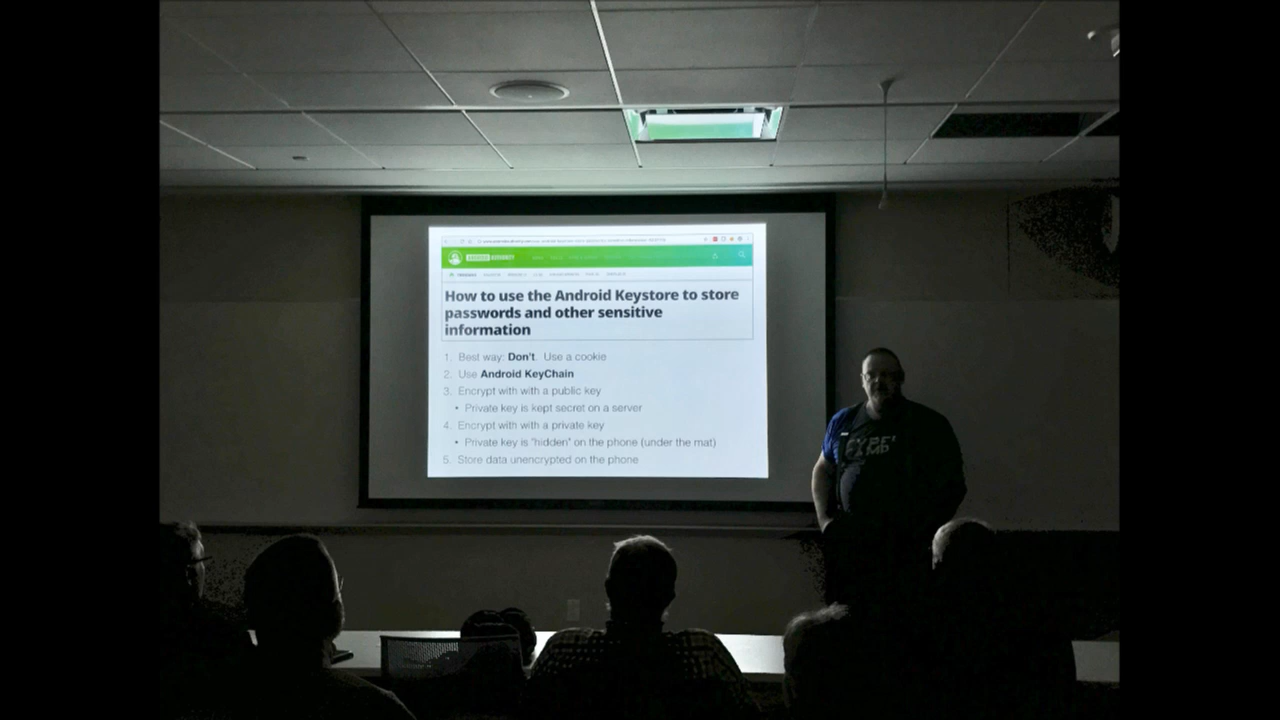 ANDROID AUTHORITY
How to use the Android Keystore to store
passwords and other sensitive
information
1. Best way: Don't. Use a cookie
2. Use Android KeyChain
3. Encrypt with with a public key
• Private key is kept secret on a server
4. Encrypt with with a private key
• Private key is "hidden" on the phone (under the mat)
5. Store data unencrypted on the phone